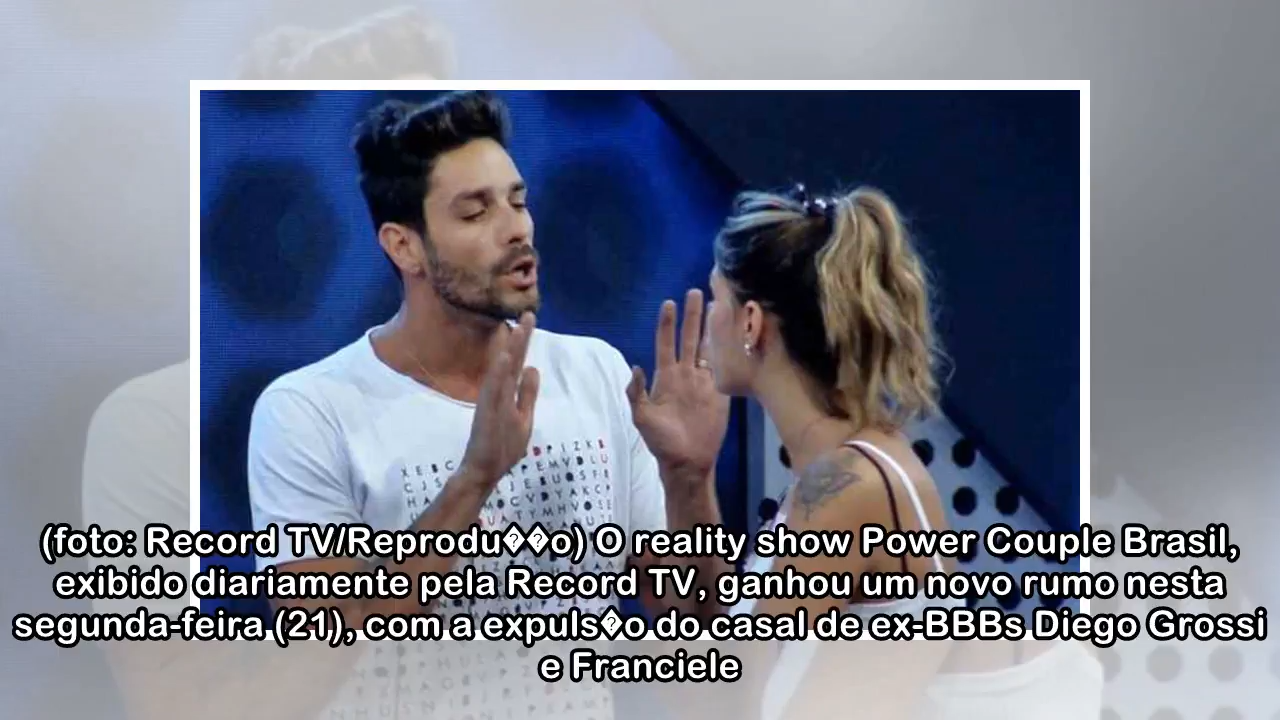 (foto: Record TV/Reprodu��o) O reality show Power Couple Brasil,
exibido diariamente pela Record TV, ganhou um novo rumo nesta
segunda-feira (21), com a expuls�o do casal de ex-BBBs Diego Grossi
e Franciele